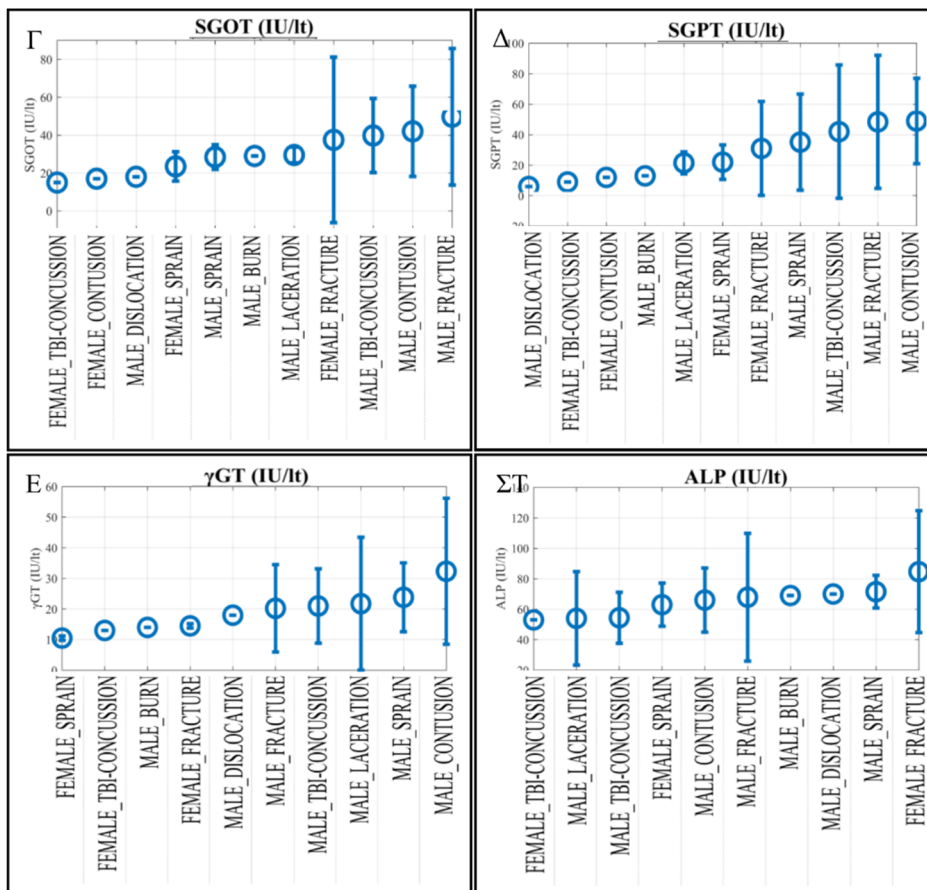 Γ
SGOT (IU/lt)
80
60
40
20
0
SGOT (IU/lt)
FEMALE_TBI-CONCUSSION
FEMALE_CONTUSION
MALE_DISLOCATION
FEMALE_SPRAIN
MALE_SPRAIN
MALE_BURN
MALE_LACERATION
FEMALE_FRACTURE
MALE_TBI-CONCUSSION
MALE_CONTUSION
MALE_FRACTURE
Δ
SGPT (IU/lt)
100
80
60
40
20
0
SGPT (IU/lt)
MALE_DISLOCATION
FEMALE_TBI-CONCUSSION
FEMALE_CONTUSION
MALE_BURN
MALE_LACERATION
FEMALE_SPRAIN
FEMALE_FRACTURE
MALE_SPRAIN
MALE_TBI-CONCUSSION
MALE_FRACTURE
MALE_CONTUSION
E
γGT (IU/lt)
60
50
40
30
20
10
0
γGT (IU/lt)
FEMALE_SPRAIN
FEMALE_TBI-CONCUSSION
MALE_BURN
FEMALE_FRACTURE
MALE_DISLOCATION
MALE_FRACTURE
MALE_TBI-CONCUSSION
MALE_LACERATION
MALE_SPRAIN
MALE_CONTUSION
ΣΤ
ALP (IU/lt)
140
120
100
80
60
40
20
ALP (IU/lt)
FEMALE_TBI-CONCUSSION
MALE_LACERATION
MALE_TBI-CONCUSSION
FEMALE_SPRAIN
MALE_CONTUSION
MALE_FRACTURE
MALE_BURN
MALE_DISLOCATION
MALE_SPRAIN
FEMALE_FRACTURE